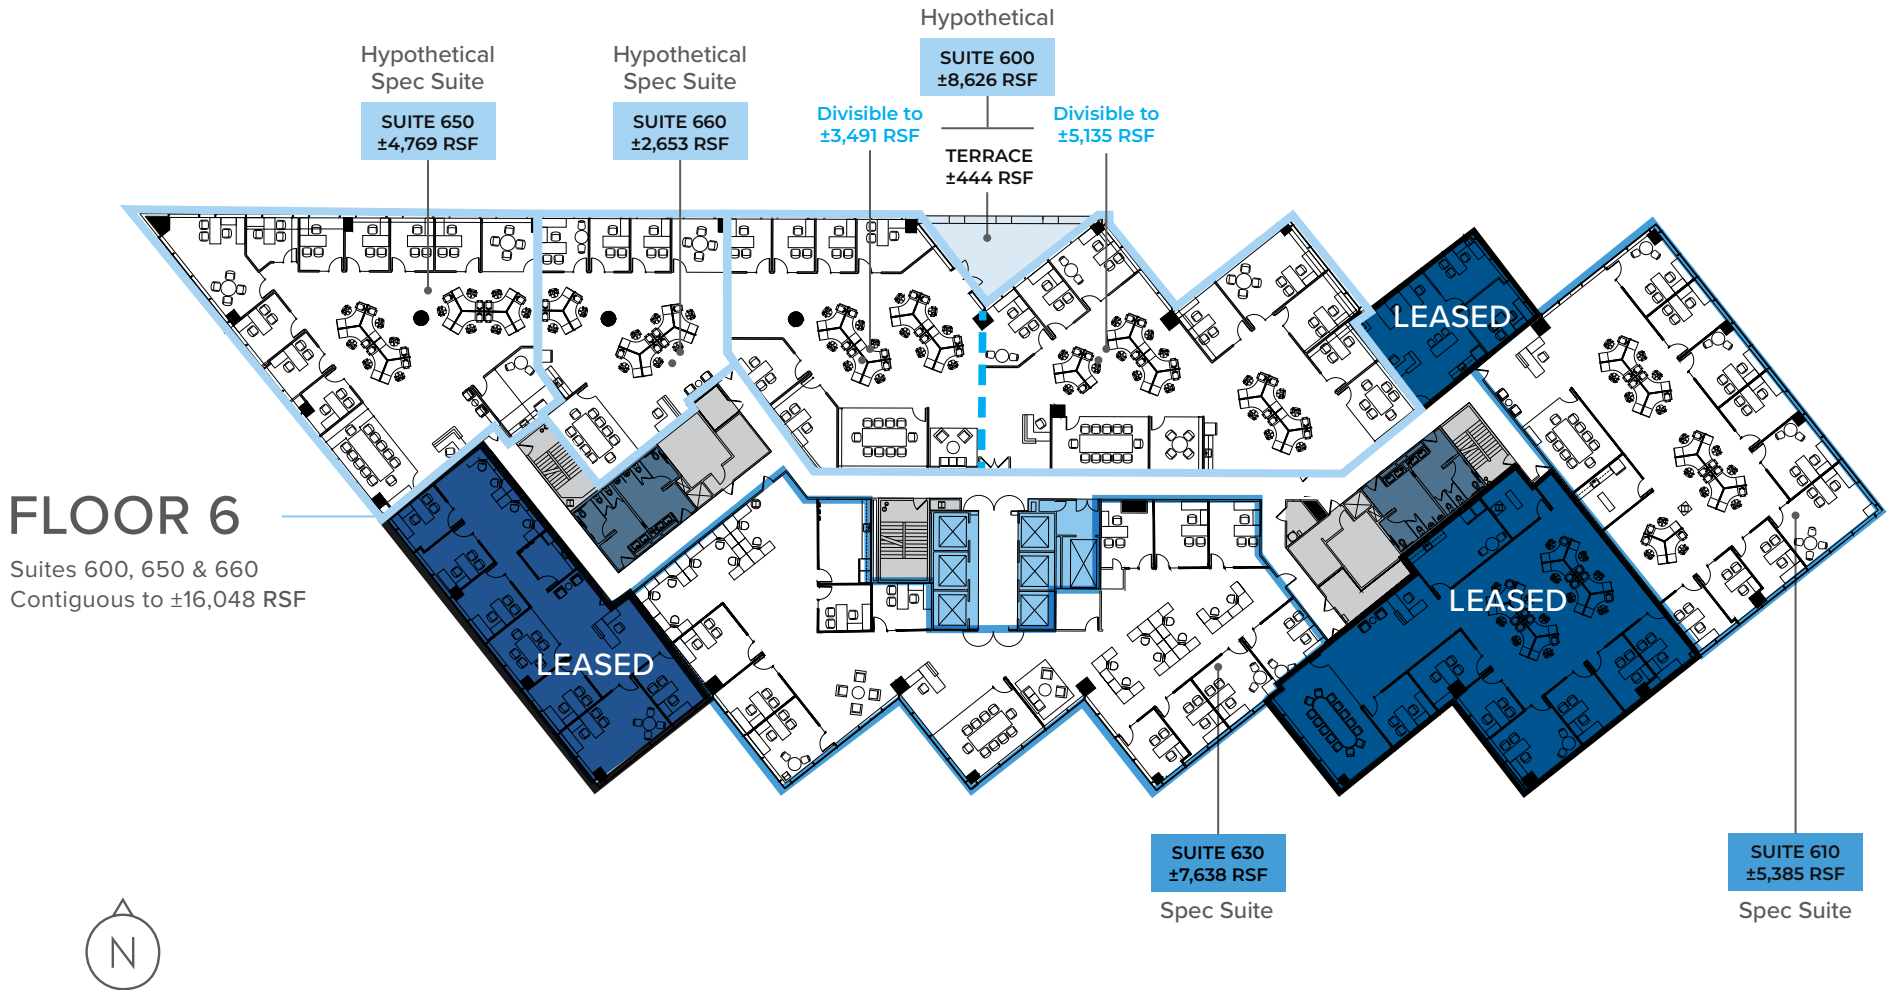 Hypothetical
SUITE 600
±8,626 RSF
Hypothetical
Spec Suite
SUITE 650
±4,769 RSF
Hypothetical
Spec Suite
SUITE 660
±2,653 RSF
Divisible to
±3,491 RSF
Divisible to
±5,135 RSF
TERRACE
±444 RSF
LEASED
FLOOR 6
Suites 600, 650 & 660
Contiguous to ±16,048 RSF
LEASED
LEASED
SUITE 630
±7,638 RSF
Spec Suite
SUITE 610
±5,385 RSF
Spec Suite
N